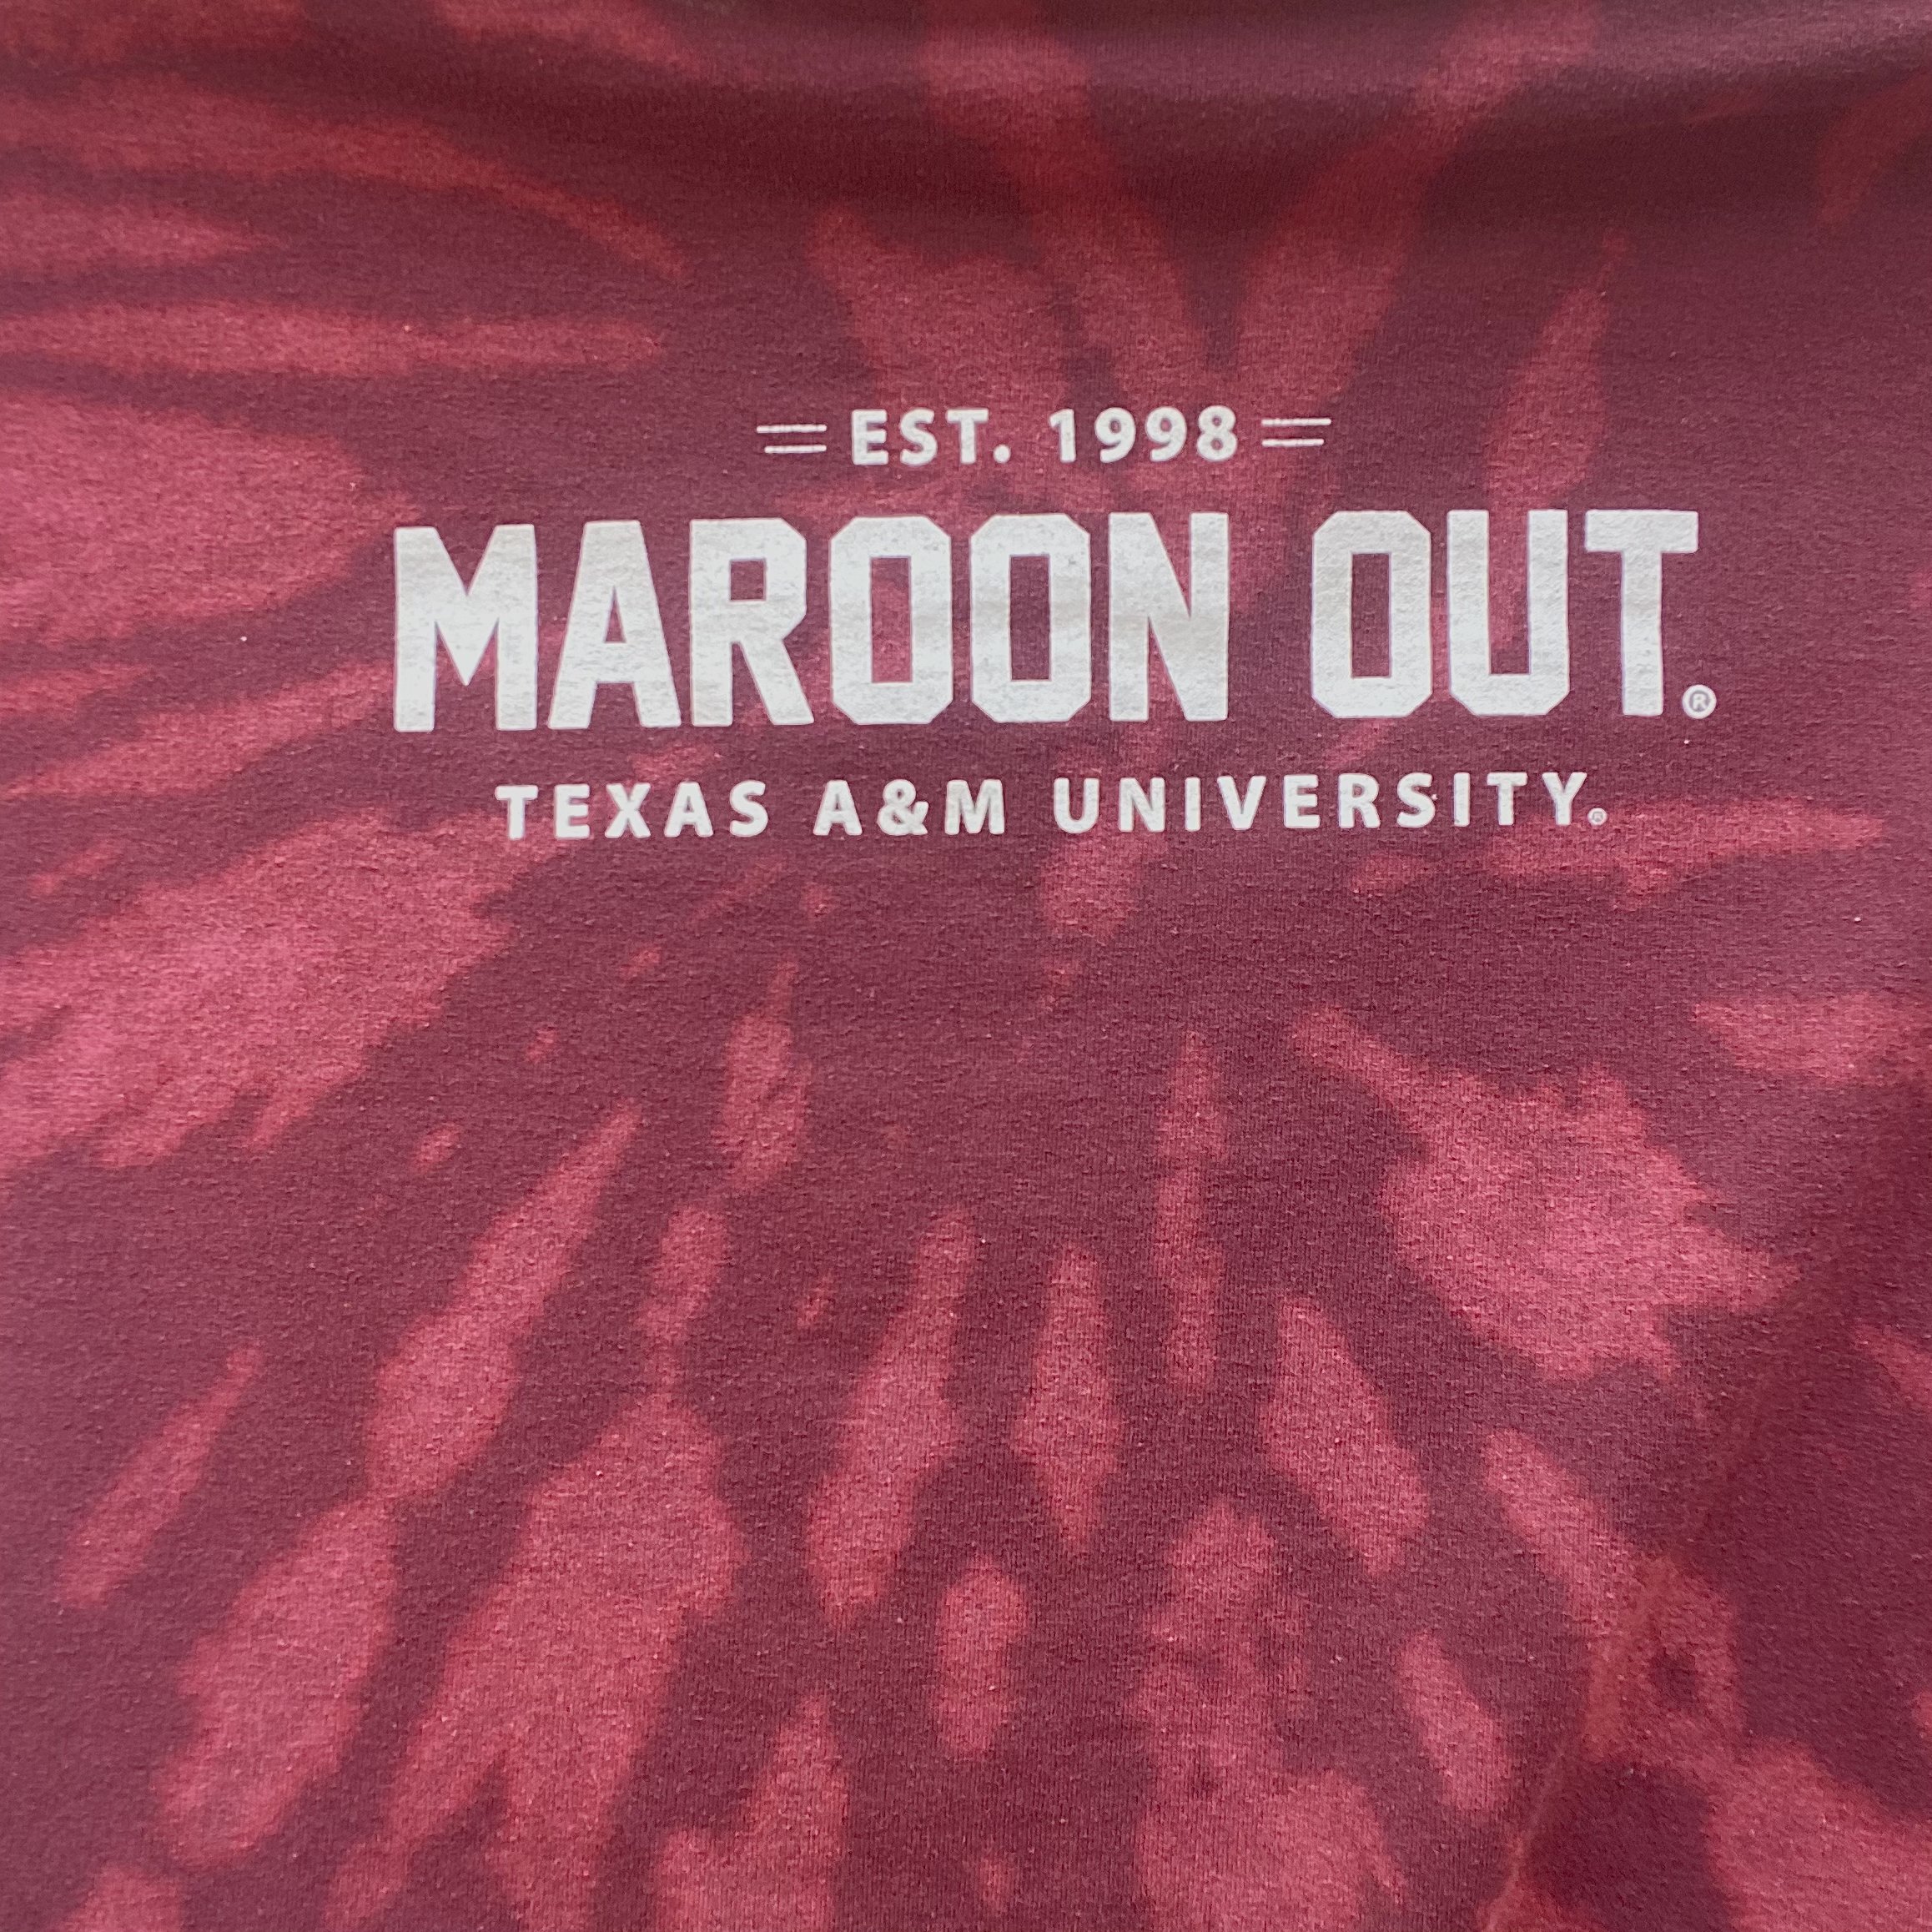 EST. 1998
MAROON OUT®
TEXAS A&M UNIVERSITY®